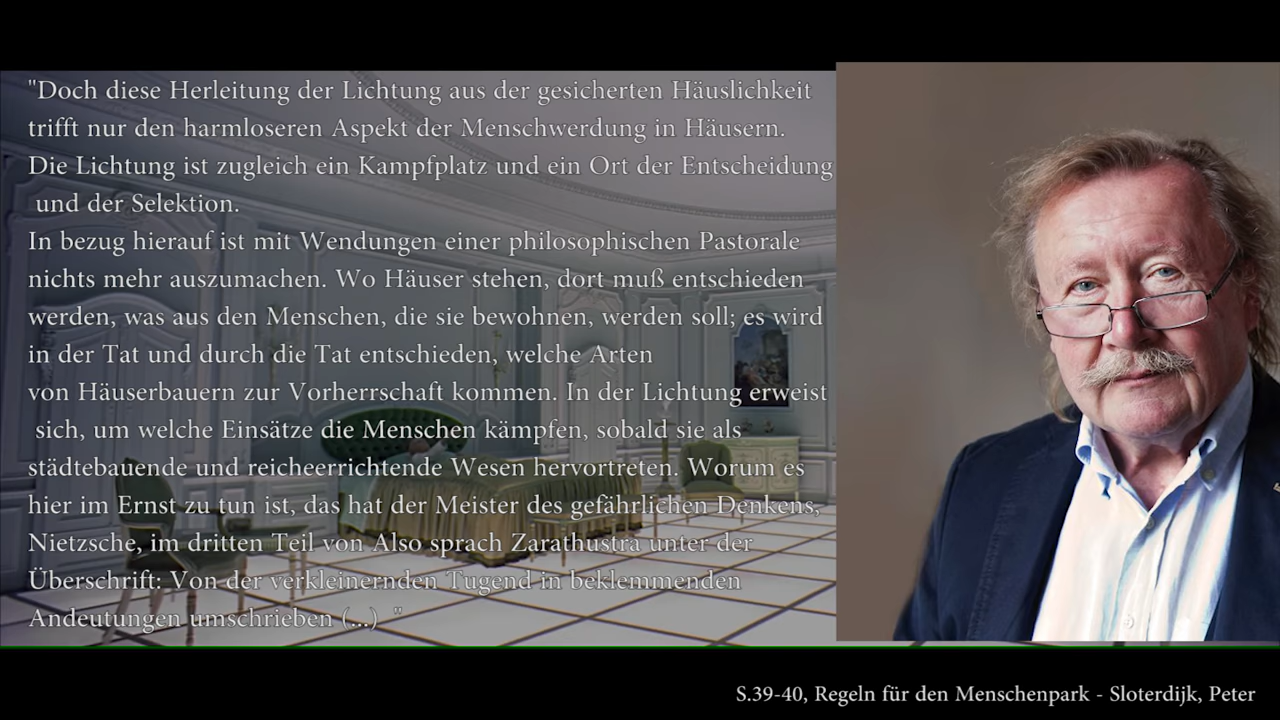 "Doch diese Herleitung der Lichtung aus der gesicherten Häuslichkeit
trifft nur den harmloseren Aspekt der Menschwerdung in Häusern.
Die Lichtung ist zugleich ein Kampfplatz und ein Ort der Entscheidung
und der Selektion.
In bezug hierauf ist mit Wendungen einer philosophischen Pastorale
nichts mehr auszumachen. Wo Häuser stehen, dort muß entschieden
werden, was aus den Menschen, die sie bewohnen, werden soll; es wird
in der Tat und durch die Tat entschieden, welche Arten
von Häuserbauern zur Vorherrschaft kommen. In der Lichtung erweist
sich, um welche Einsätze die Menschen kämpfen, sobald sie als
städtebauende und reicheerrichtende Wesen hervortreten. Worum es
hier im Ernst zu tun ist, das hat der Meister des gefährlichen Denkens,
Nietzsche, im dritten Teil von Also sprach Zarathustra unter der
Überschrift: Von der verkleinernden Tugend in beklemmenden
Andeutungen umschrieben (...) "
S.39-40, Regeln für den Menschenpark - Sloterdijk, Peter